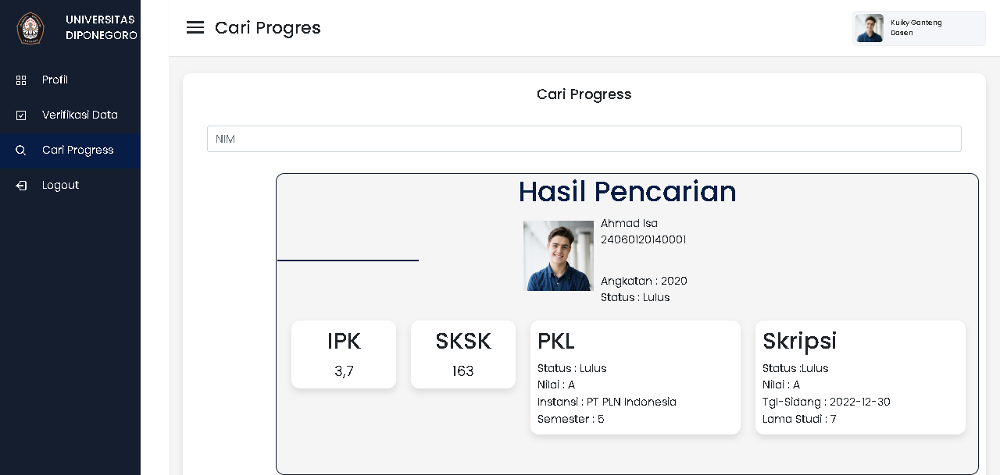 UNIVERSITAS
DIPONEGORO
Profil
Verifikasi Data
Cari Progress
Logout
Cari Progres
Kuiky Ganteng
Dosen
Cari Progress
NIM
Hasil Pencarian
Ahmad Isa
24060120140001
Angkatan : 2020
Status : Lulus
IPK
3,7
SKSK
163
PKL
Status : Lulus
Nilai : A
Instansi : PT PLN Indonesia
Semester : 5
Skripsi
Status :Lulus
Nilai : A
Tgl-Sidang : 2022-12-30
Lama Studi : 7